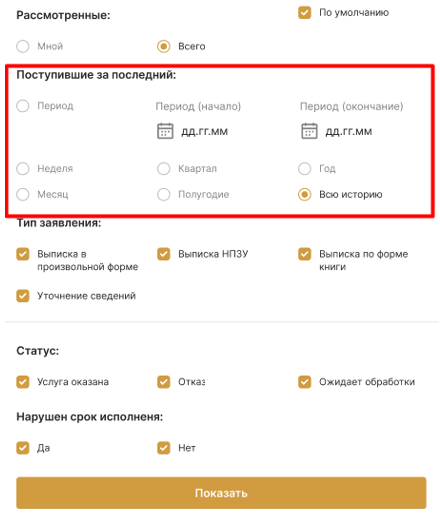 Рассмотренные:
По умолчанию
Мной
Всего
Поступившие за последний:
Период
Период (начало)
Период (окончание)
дд.гг.мм
дд.гг.мм
Неделя
Квартал
Год
Месяц
Полугодие
Всю историю
Тип заявления:
Выписка в
произвольной форме
Выписка НПЗУ
Выписка по форме
книги
Уточнение сведений
Статус:
Услуга оказана
Отказ
Ожидает обработки
Нарушен срок исполненя:
Да
Нет
Показать